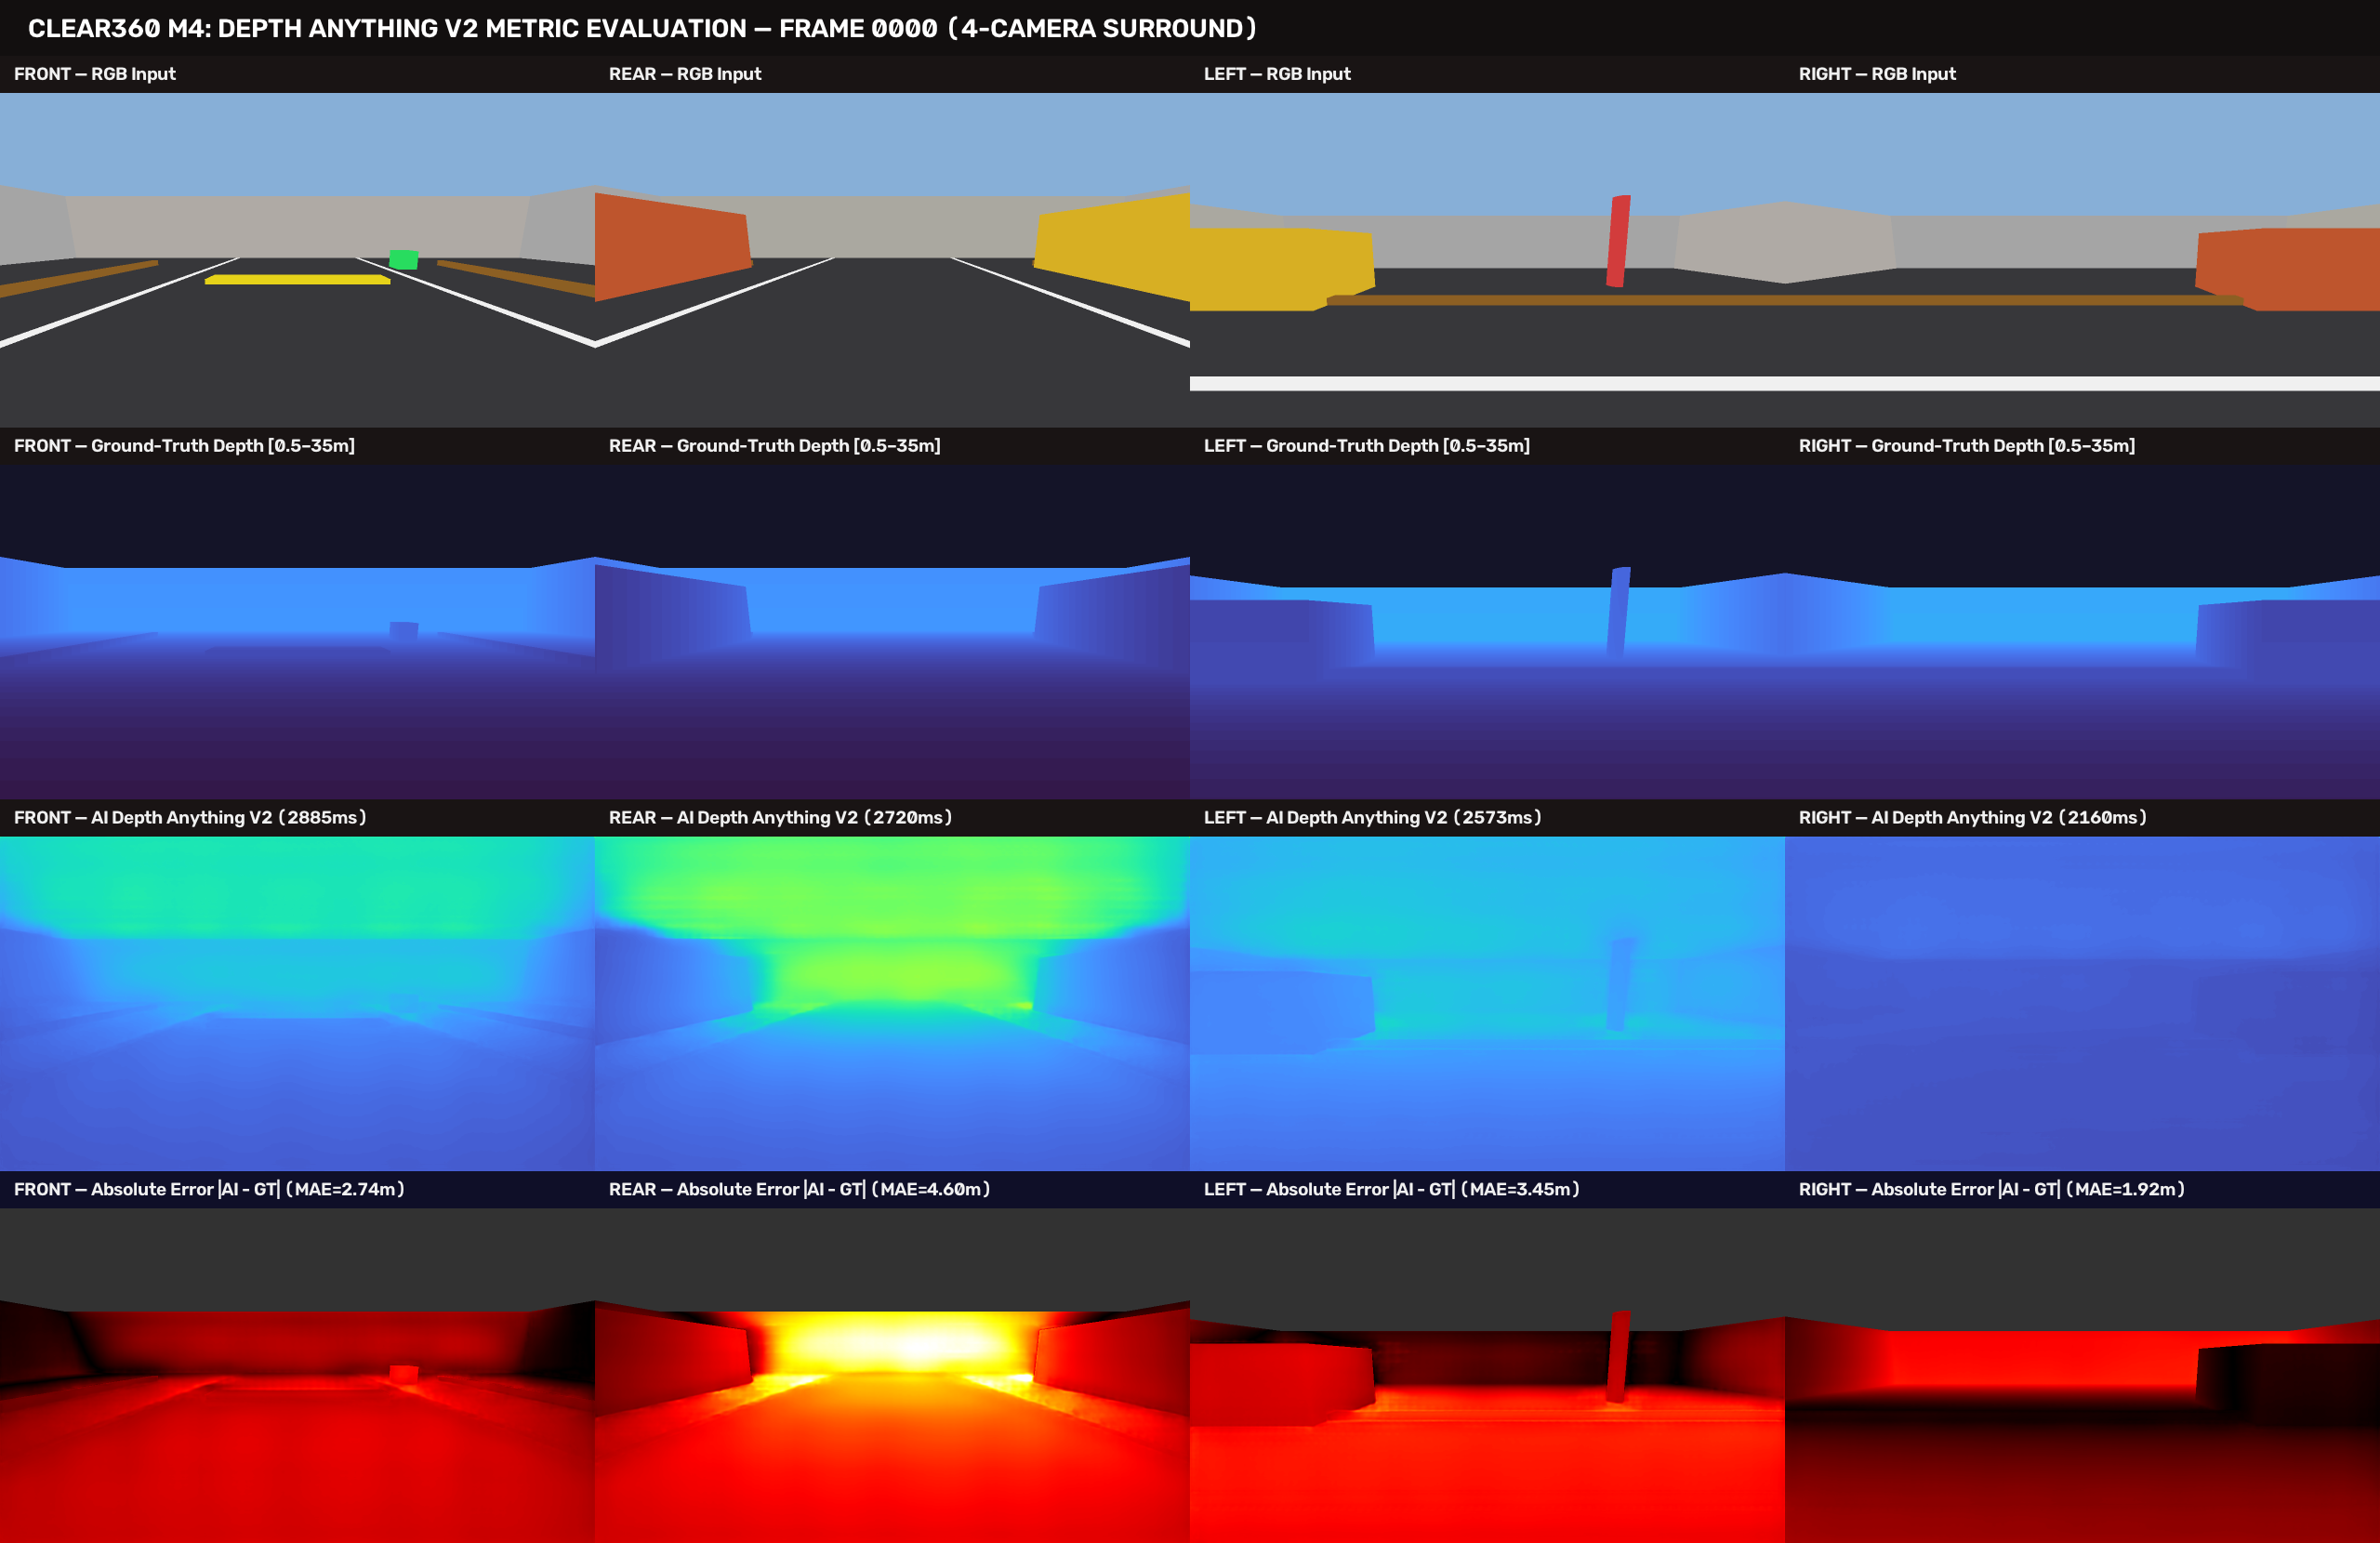 CLEAR360 M4: DEPTH ANYTHING V2 METRIC EVALUATION — FRAME 0000 (4-CAMERA SURROUND)
FRONT — RGB Input
REAR — RGB Input
LEFT — RGB Input
RIGHT — RGB Input
FRONT — Ground-Truth Depth [0.5–35m]
REAR — Ground-Truth Depth [0.5–35m]
LEFT — Ground-Truth Depth [0.5–35m]
RIGHT — Ground-Truth Depth [0.5–35m]
FRONT — AI Depth Anything V2 (2885ms)
REAR — AI Depth Anything V2 (2720ms)
LEFT — AI Depth Anything V2 (2573ms)
RIGHT — AI Depth Anything V2 (2160ms)
FRONT — Absolute Error |AI - GT| (MAE=2.74m)
REAR — Absolute Error |AI - GT| (MAE=4.60m)
LEFT — Absolute Error |AI - GT| (MAE=3.45m)
RIGHT — Absolute Error |AI - GT| (MAE=1.92m)